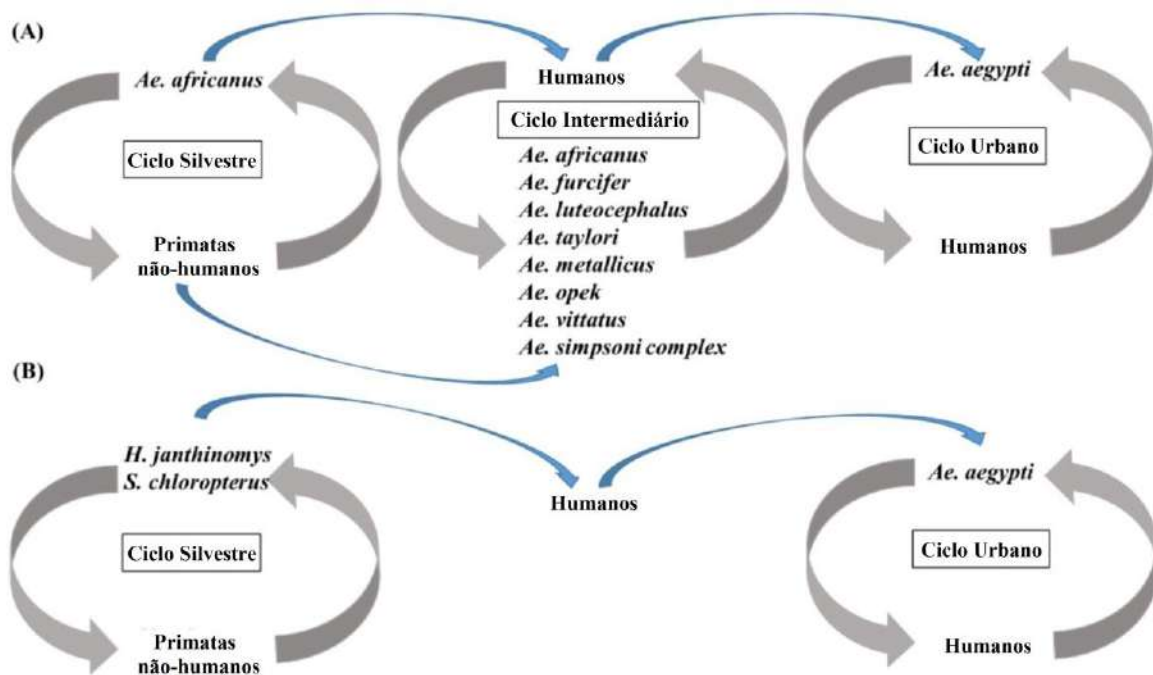 (A)
Ae. africanus
Ciclo Silvestre
Primatas
não-humanos
Humanos
Ciclo Intermediário
Ae. africanus
Ae. furcifer
Ae. luteocephalus
Ae. taylori
Ae. metallicus
Ae. opek
Ae. vittatus
Ae. simpsoni complex
Ae. aegypti
Ciclo Urbano
Humanos
(B)
H. janthinomys
S. chloropterus
Ciclo Silvestre
Primatas
não-humanos
Humanos
Ae. aegypti
Ciclo Urbano
Humanos